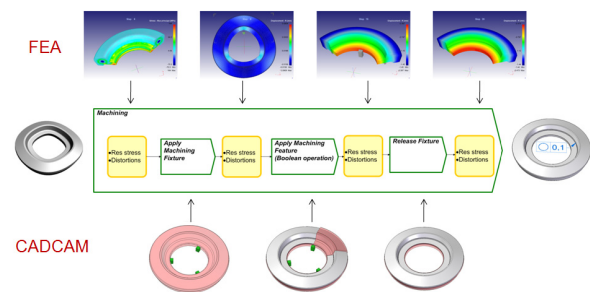 FEA
Machining
•Res stress
•Distortions
Apply
Machining
Fixture
•Res stress
•Distortions
Apply Machining
Feature
(Boolean operation)
•Res stress
•Distortions
Release Fixture
•Res stress
•Distortions
0.1
CADCAM